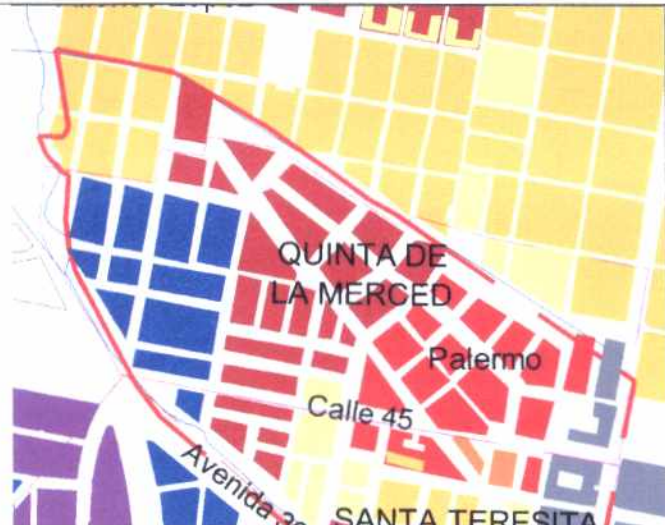 QUINTA DE
LA MERCED
Palermo
Calle 45
Avenida
SANTA TERESITA